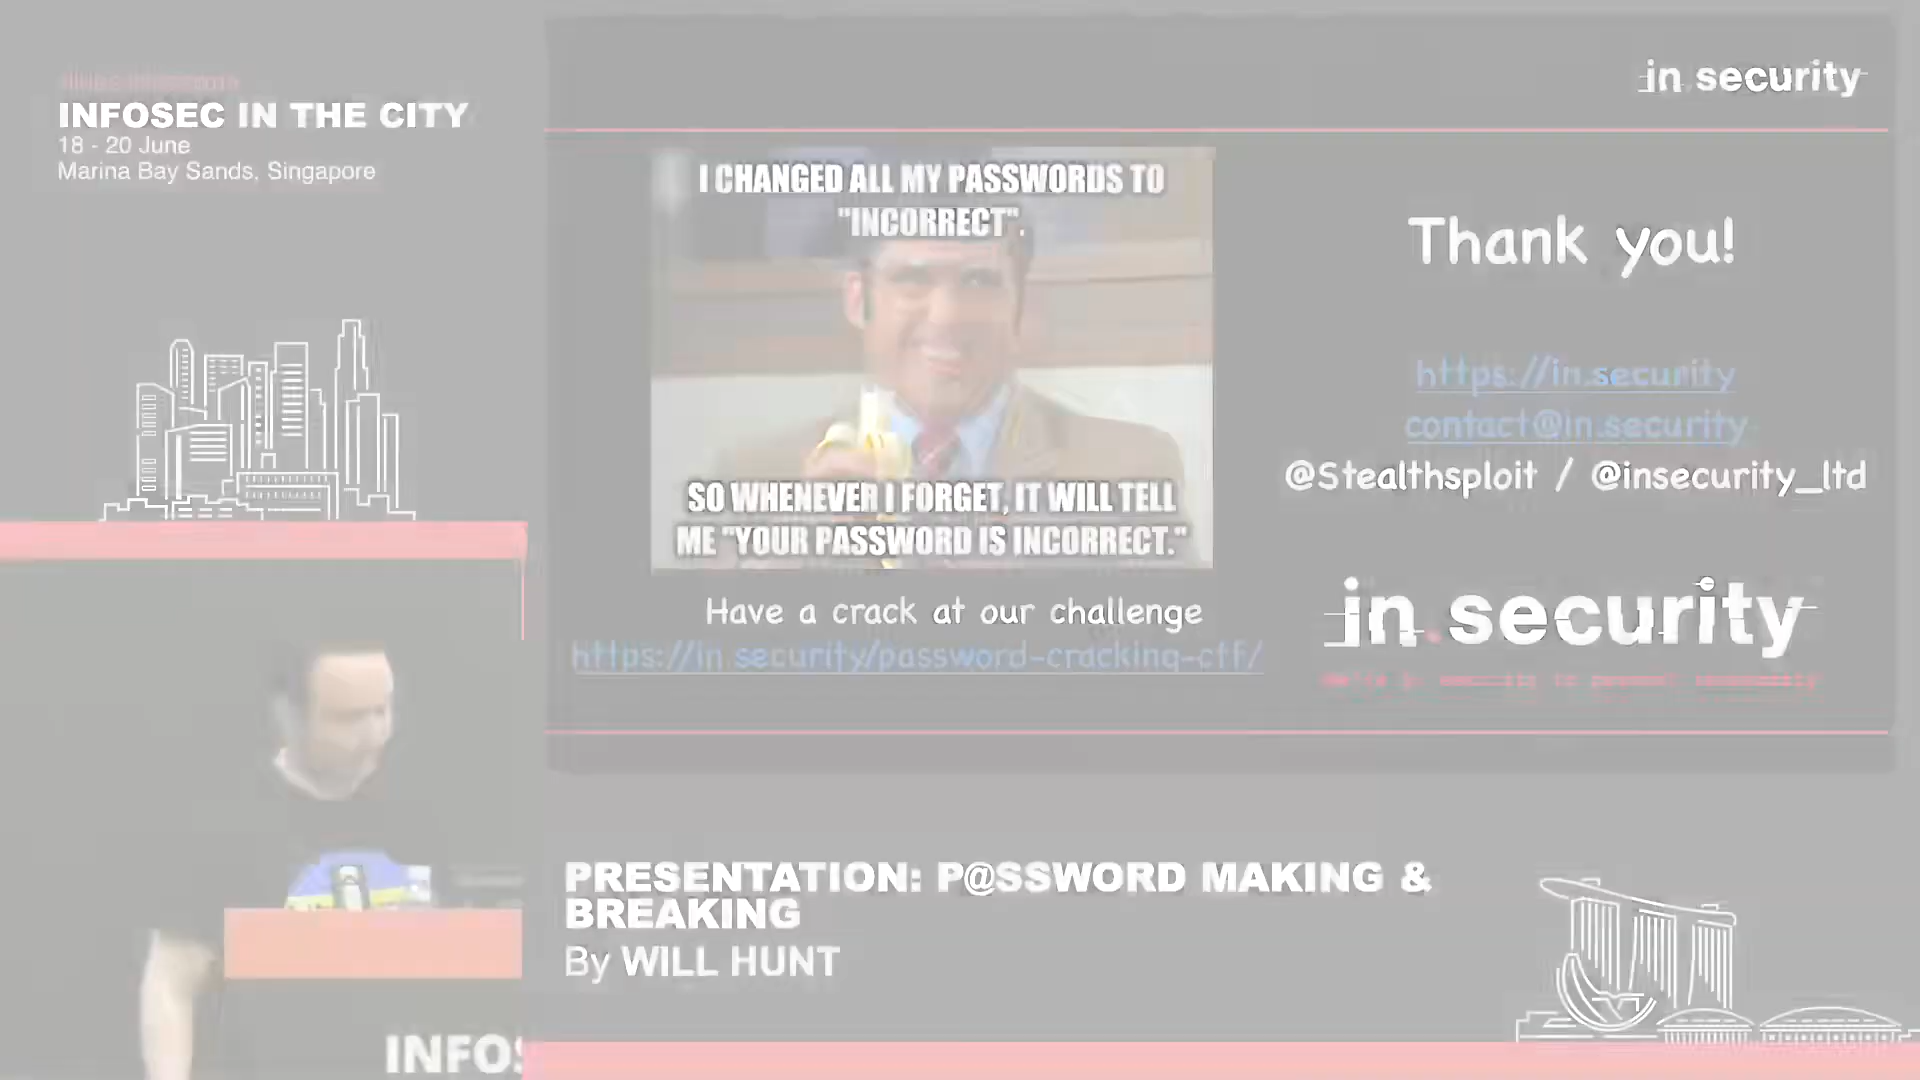 INFOSEC IN THE CITY
18 - 20 June
Marina Bay Sands, Singapore
in.security
I CHANGED ALL MY PASSWORDS TO
"INCORRECT".
SO WHENEVER I FORGET, IT WILL TELL
ME "YOUR PASSWORD IS INCORRECT."
Have a crack at our challenge
https://in.security/password-cracking-ctf/
Thank you!
https://in.security
contact@in.security
@Stealthsploit / @insecurity_ltd
in.security
PRESENTATION: P@SSWORD MAKING &
BREAKING
By WILL HUNT
INFOS